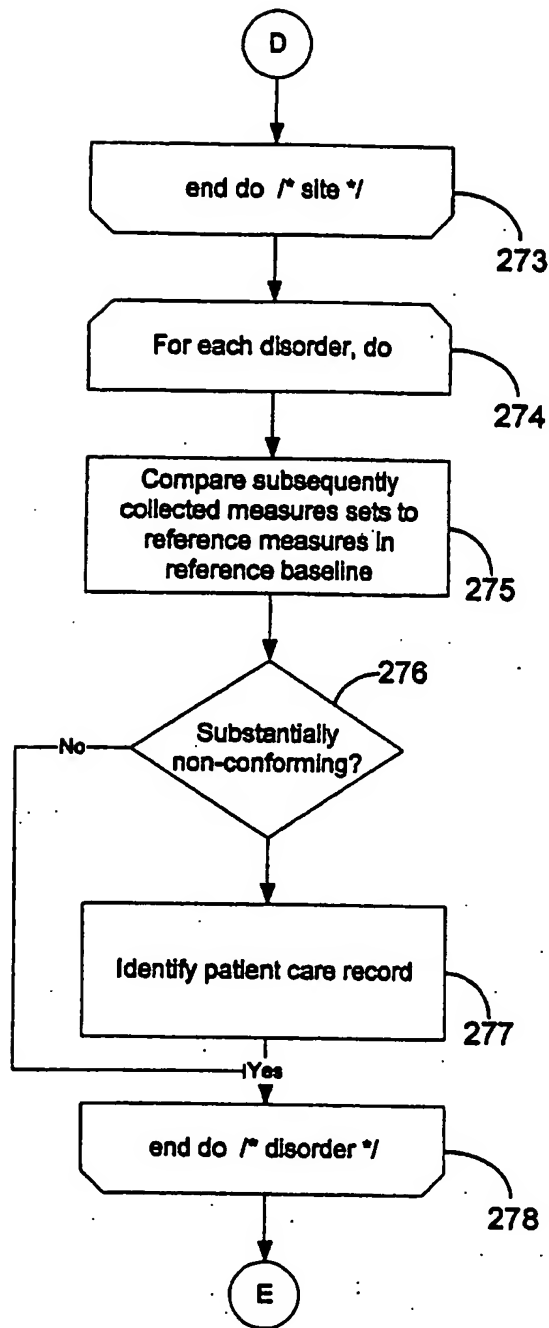 D
end do /* site */
273
For each disorder, do
274
Compare subsequently
collected measures sets to
reference measures in
reference baseline
275
276
Substantially
non-conforming?
No
Identify patient care record
277
Yes
end do /* disorder */
278
E